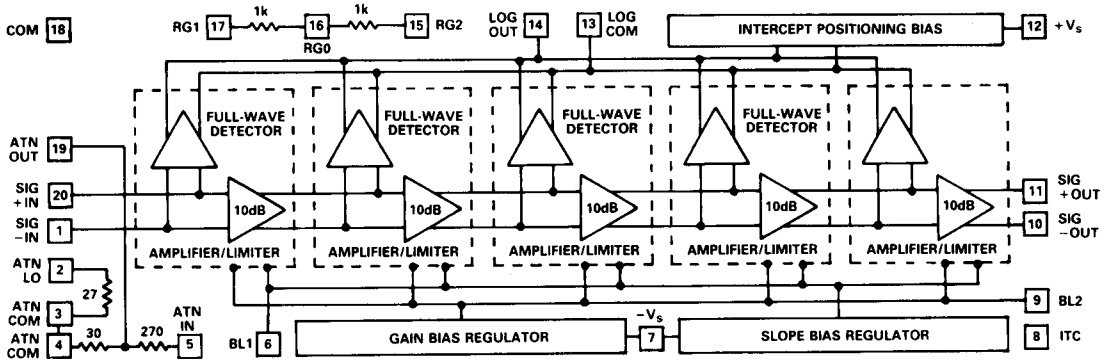 COM 18
RG1 17
1k
16
RG0
1k
15 RG2
LOG OUT 14
13 LOG COM
INTERCEPT POSITIONING BIAS
12 +Vs
FULL-WAVE DETECTOR
FULL-WAVE DETECTOR
FULL-WAVE DETECTOR
FULL-WAVE DETECTOR
ATN OUT 19
SIG +IN 20
SIG -IN 1
10dB
10dB
10dB
10dB
10dB
11 SIG +OUT
10 SIG -OUT
AMPLIFIER/LIMITER
AMPLIFIER/LIMITER
AMPLIFIER/LIMITER
AMPLIFIER/LIMITER
AMPLIFIER/LIMITER
ATN LO 2
27
ATN COM 3
ATN COM 4
30
270
ATN IN
5
BL1 6
GAIN BIAS REGULATOR
-Vs
7
SLOPE BIAS REGULATOR
9 BL2
8 ITC